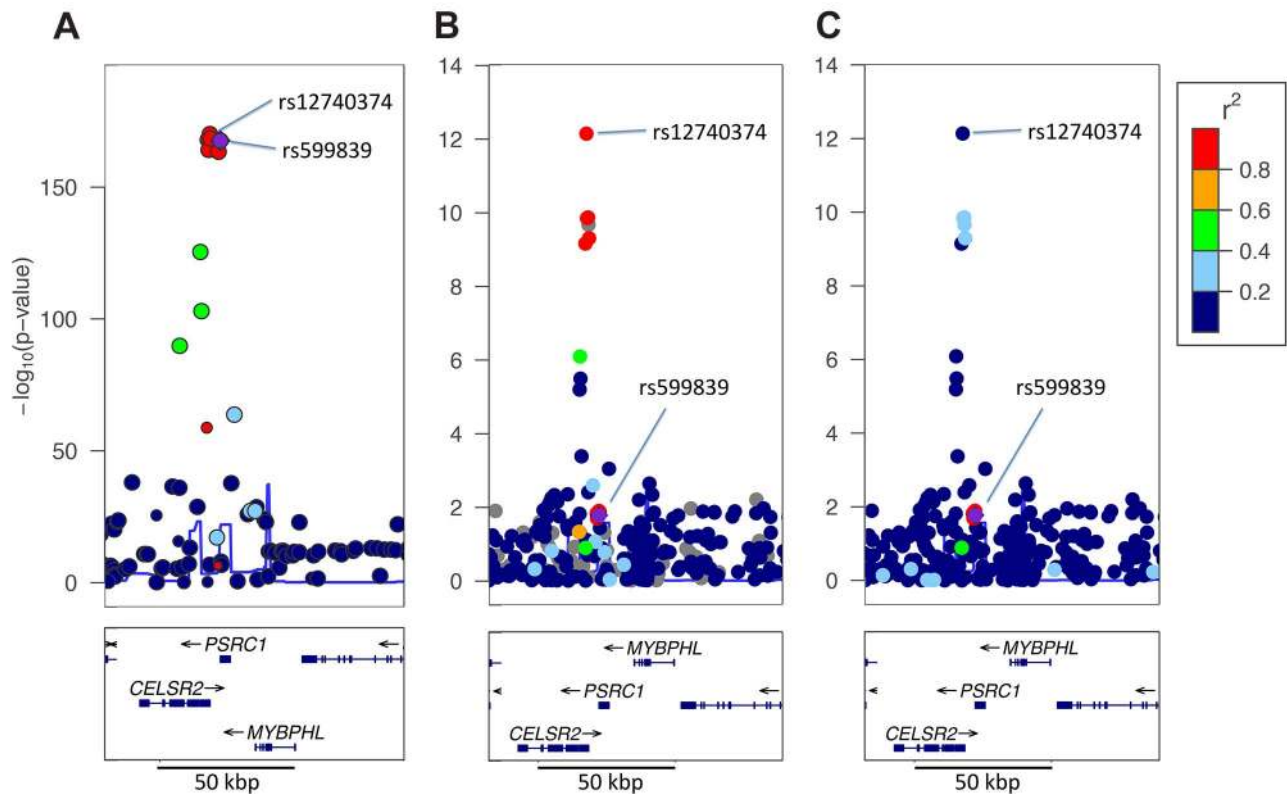 A
B
C
−log₁₀(p−value)
150
100
50
0
rs12740374
rs599839
14
12
10
8
6
4
2
0
rs12740374
rs599839
14
12
10
8
6
4
2
0
rs12740374
rs599839
r²
0.8
0.6
0.4
0.2
← PSRC1
←
CELSR2 →
← MYBPHL
50 kbp
← MYBPHL
←
← PSRC1
←
CELSR2 →
50 kbp
← MYBPHL
←
← PSRC1
←
CELSR2 →
50 kbp